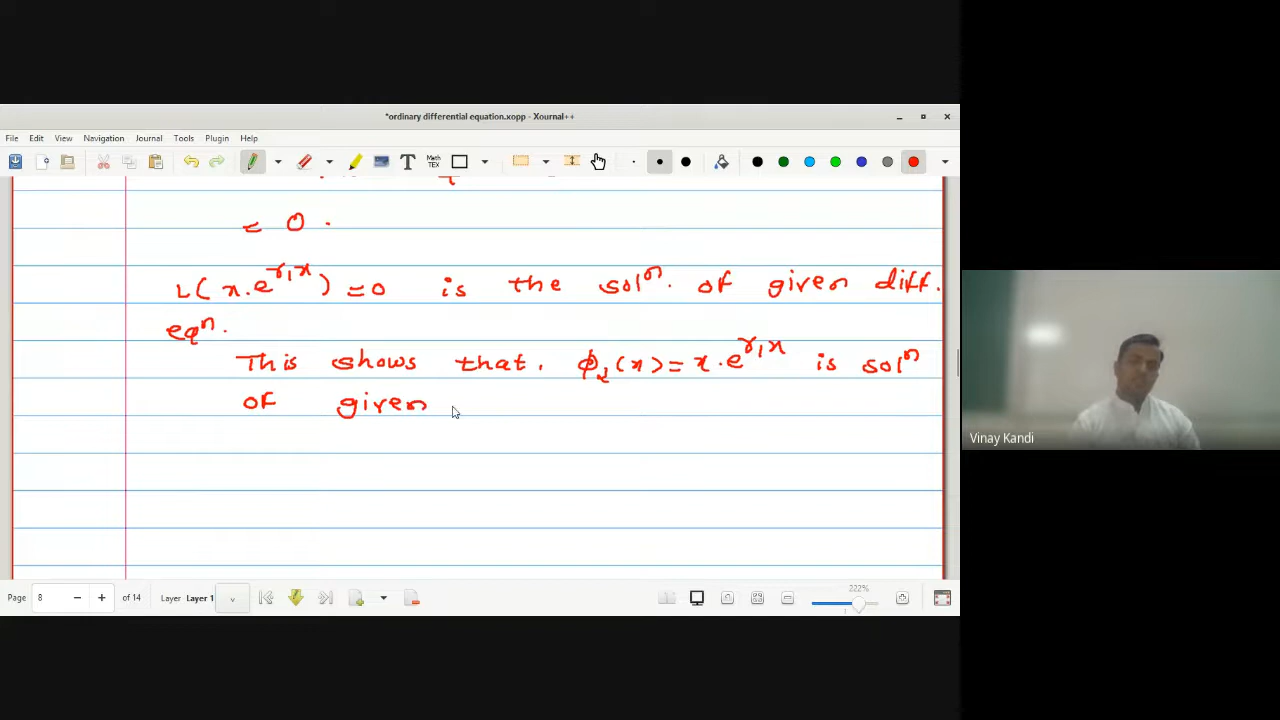 *ordinary differential equation.xopp - Xournal++
File Edit View Navigation Journal Tools Plugin Help
= 0 .
L( x.e^{r₁x} ) = 0 is the solⁿ. of given diff.
eqⁿ.
This shows that. ϕ₂(x) = x.e^{r₁x} is solⁿ
of given
Vinay Kandi
Page 8 of 14 Layer Layer 1 222%